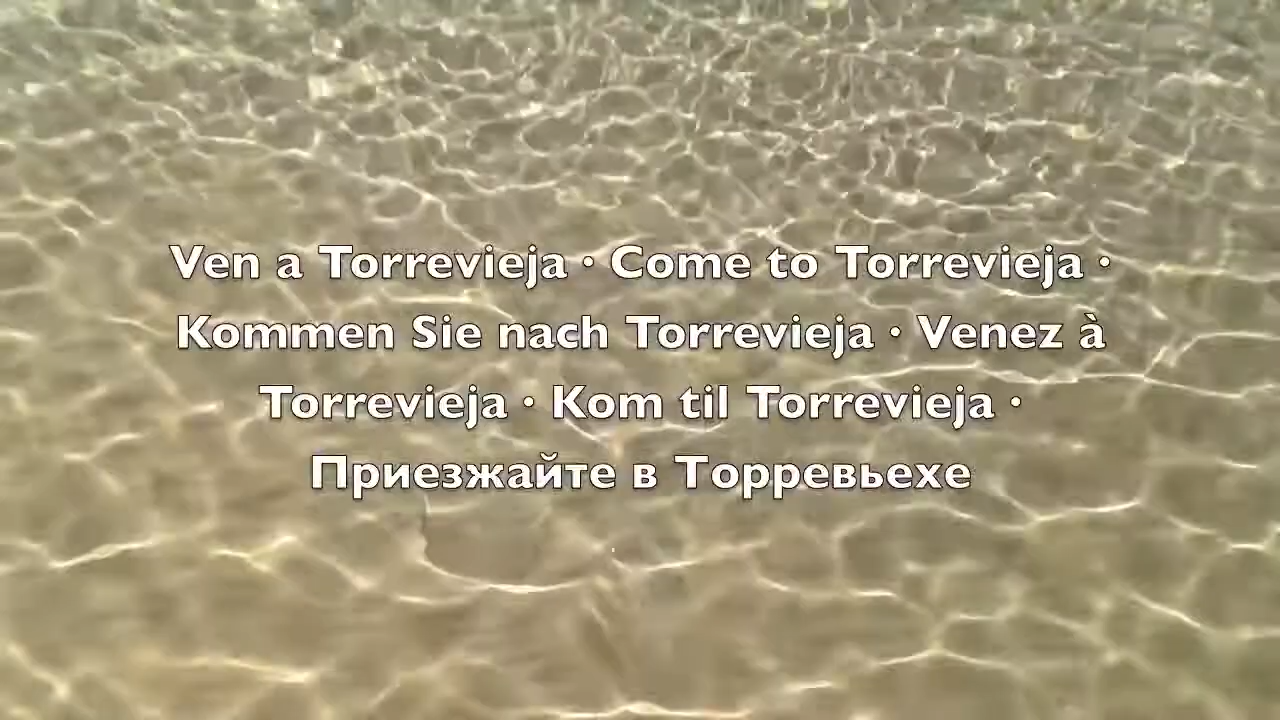 Ven a Torrevieja · Come to Torrevieja ·
Kommen Sie nach Torrevieja · Venez à
Torrevieja · Kom til Torrevieja ·
Приезжайте в Торревьехе